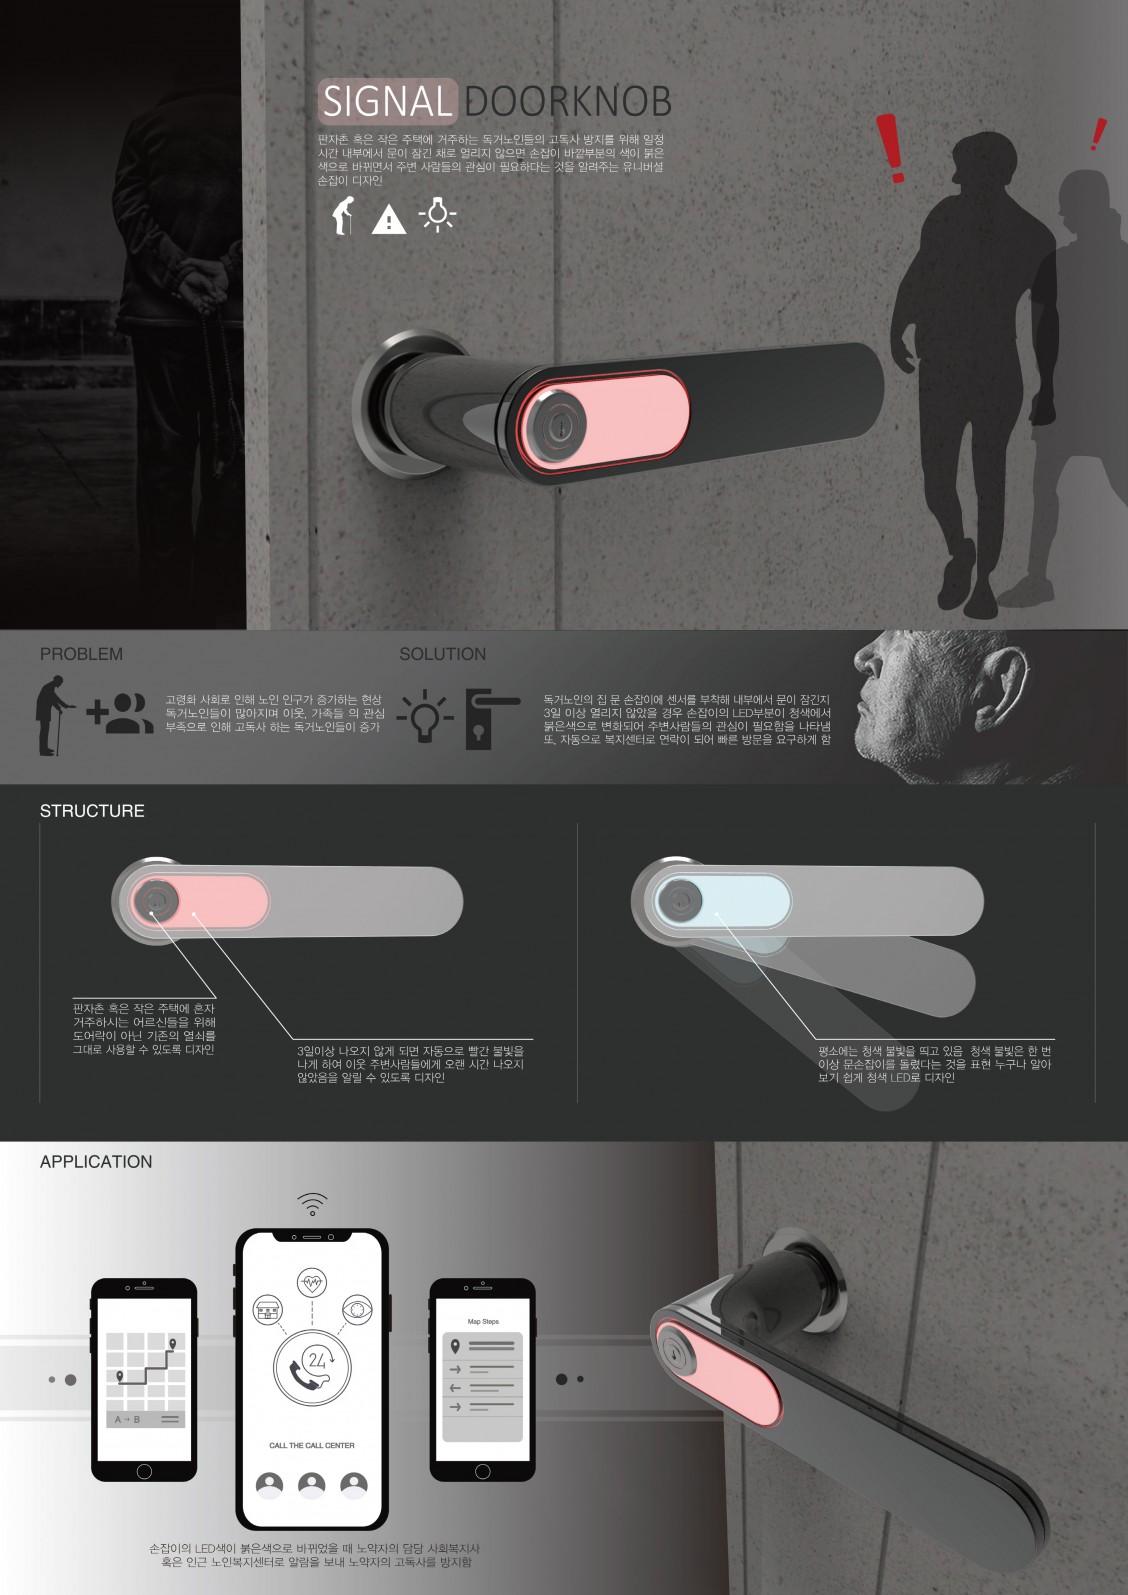 SIGNAL DOORKNOB
판자촌 혹은 작은 주택에 거주하는 독거노인들의 고독사 방지를 위해 일정
시간 내부에서 문이 잠긴 채로 열리지 않으면 손잡이 바깥부분의 색이 붉은
색으로 바뀌면서 주변 사람들의 관심이 필요하다는 것을 알려주는 유니버셜
손잡이 디자인
PROBLEM
고령화 사회로 인해 노인 인구가 증가하는 현상
독거노인들이 많아지며 이웃, 가족들 의 관심
부족으로 인해 고독사 하는 독거노인들이 증가
SOLUTION
독거노인의 집 문 손잡이에 센서를 부착해 내부에서 문이 잠긴지
3일 이상 열리지 않았을 경우 손잡이의 LED부분이 청색에서
붉은색으로 변화되어 주변사람들의 관심이 필요함을 나타냄
또, 자동으로 복지센터로 연락이 되어 빠른 방문을 요구하게 함
STRUCTURE
판자촌 혹은 작은 주택에 혼자
거주하시는 어르신들을 위해
도어락이 아닌 기존의 열쇠를
그대로 사용할 수 있도록 디자인
3일이상 나오지 않게 되면 자동으로 빨간 불빛을
나게 하여 이웃 주변사람들에게 오랜 시간 나오지
않았음을 알릴 수 있도록 디자인
평소에는 청색 불빛을 띄고 있음 청색 불빛은 한 번
이상 문손잡이를 돌렸다는 것을 표현 누구나 알아
보기 쉽게 청색 LED로 디자인
APPLICATION
A → B
24
CALL THE CALL CENTER
Map Steps
손잡이의 LED색이 붉은색으로 바뀌었을 때 노약자의 담당 사회복지사
혹은 인근 노인복지센터로 알람을 보내 노약자의 고독사를 방지함